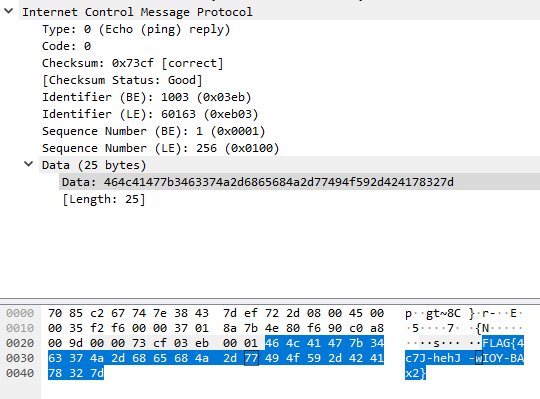 Internet Control Message Protocol
Type: 0 (Echo (ping) reply)
Code: 0
Checksum: 0x73cf [correct]
[Checksum Status: Good]
Identifier (BE): 1003 (0x03eb)
Identifier (LE): 60163 (0xeb03)
Sequence Number (BE): 1 (0x0001)
Sequence Number (LE): 256 (0x0100)
Data (25 bytes)
Data: 464c41477b3463374a2d6865684a2d77494f592d424178327d
[Length: 25]
0000 70 85 c2 67 74 7e 38 43 7d ef 72 2d 08 00 45 00 p··gt~8C }·r-··E·
0010 00 35 f2 f6 00 00 37 01 8a 7b 4e 80 f6 90 c0 a8 ·5····7· ·{N·····
0020 00 9d 00 00 73 cf 03 eb 00 01 46 4c 41 47 7b 34 ····s··· ··FLAG{4
0030 63 37 4a 2d 68 65 68 4a 2d 77 49 4f 59 2d 42 41 c7J-hehJ -wIOY-BA
0040 78 32 7d x2}